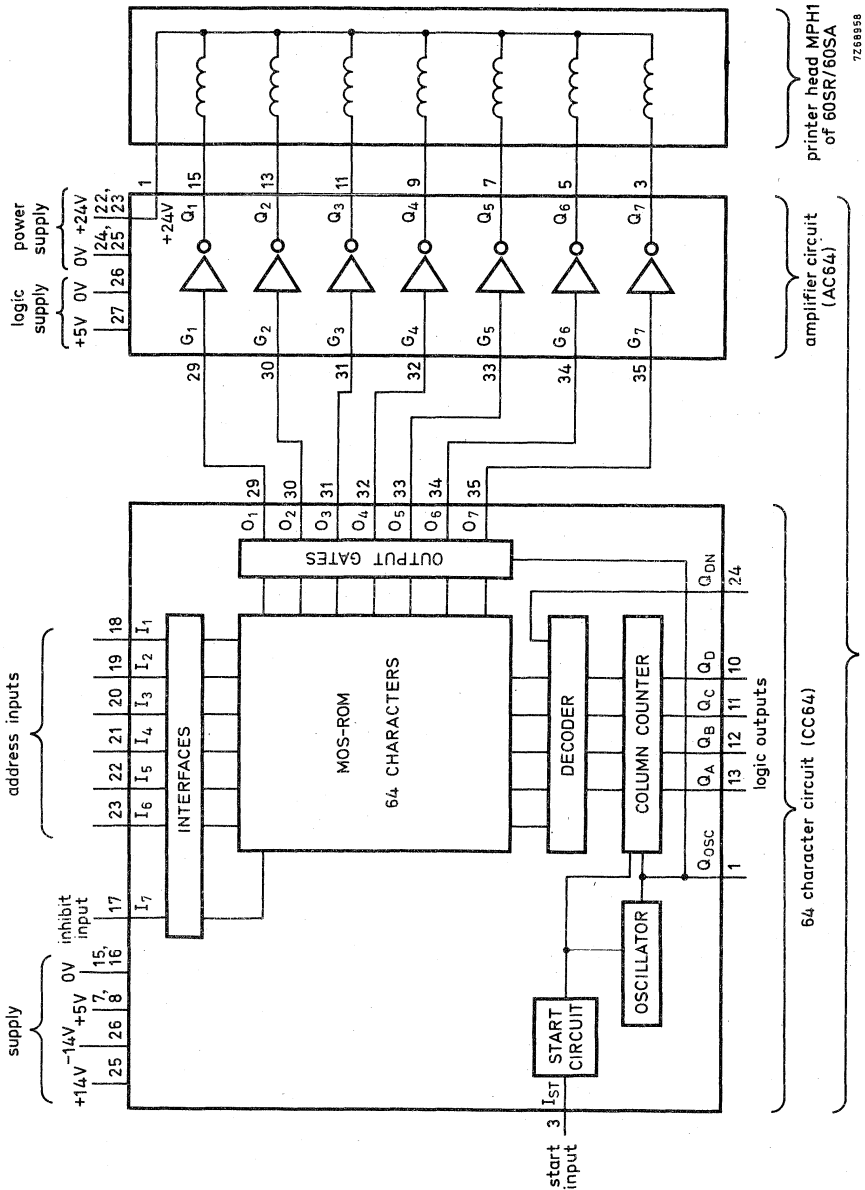 supply
+14V -14V +5V 0V
25 26 7, 8 15, 16
inhibit input
17
I7
address inputs
23 22 21 20 19 18
I6 I5 I4 I3 I2 I1
INTERFACES
MOS-ROM
64 CHARACTERS
OUTPUT GATES
O1 29
O2 30
O3 31
O4 32
O5 33
O6 34
O7 35
DECODER
COLUMN COUNTER
OSCILLATOR
START CIRCUIT
start input
3 IST
QOSC
1
QA QB QC QD
13 12 11 10
logic outputs
QDN
24
64 character circuit (CC64)
logic supply
+5V 0V
27 26
power supply
0V +24V
24, 25 22, 23
+24V 1
29 G1 Q1 15
30 G2 Q2 13
31 G3 Q3 11
32 G4 Q4 9
33 G5 Q5 7
34 G6 Q6 5
35 G7 Q7 3
amplifier circuit (AC64)
printer head MPH1 of 60SR/60SA
7Z68958